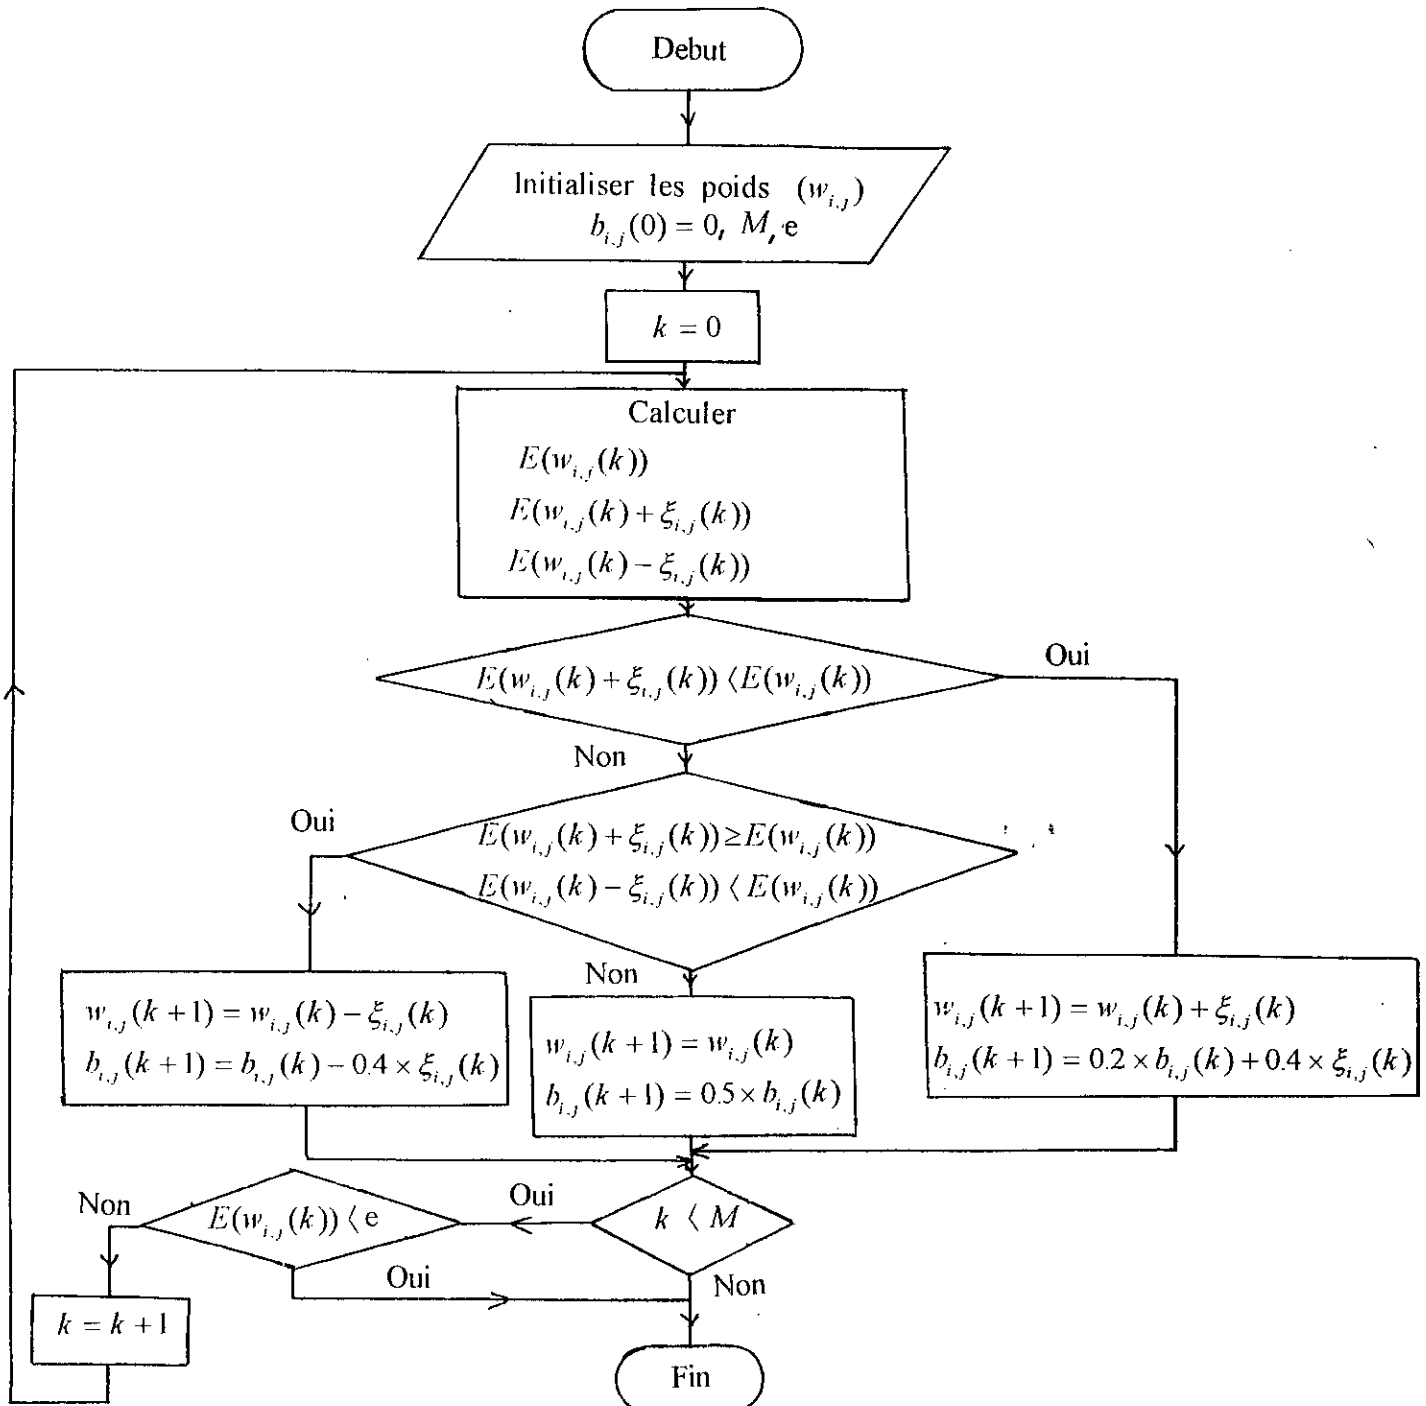 Debut
Initialiser les poids (w_{i,j})
b_{i,j}(0) = 0, M, e
k = 0
Calculer
E(w_{i,j}(k))
E(w_{i,j}(k) + ξ_{i,j}(k))
E(w_{i,j}(k) − ξ_{i,j}(k))
E(w_{i,j}(k) + ξ_{i,j}(k)) ⟨ E(w_{i,j}(k))
Oui
Non
Oui
E(w_{i,j}(k) + ξ_{i,j}(k)) ≥ E(w_{i,j}(k))
E(w_{i,j}(k) − ξ_{i,j}(k)) ⟨ E(w_{i,j}(k))
Non
w_{i,j}(k+1) = w_{i,j}(k) − ξ_{i,j}(k)
b_{i,j}(k+1) = b_{i,j}(k) − 0.4 × ξ_{i,j}(k)
w_{i,j}(k+1) = w_{i,j}(k)
b_{i,j}(k+1) = 0.5 × b_{i,j}(k)
w_{i,j}(k+1) = w_{i,j}(k) + ξ_{i,j}(k)
b_{i,j}(k+1) = 0.2 × b_{i,j}(k) + 0.4 × ξ_{i,j}(k)
Non
E(w_{i,j}(k)) ⟨ e
Oui
k ⟨ M
Oui
Non
k = k + 1
Fin